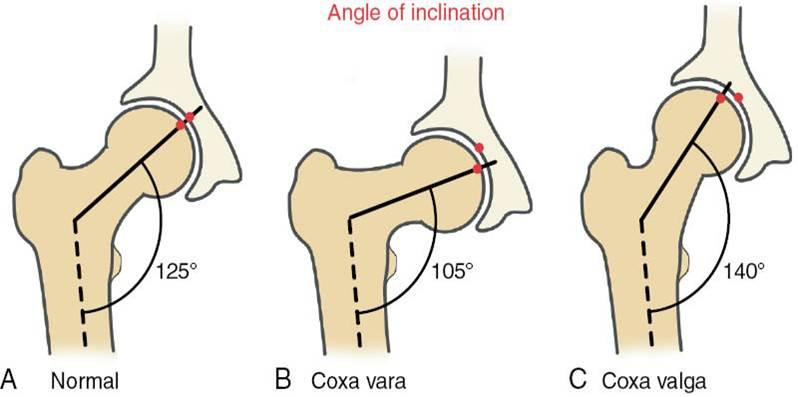 Angle of inclination
125°
105°
140°
A Normal
B Coxa vara
C Coxa valga